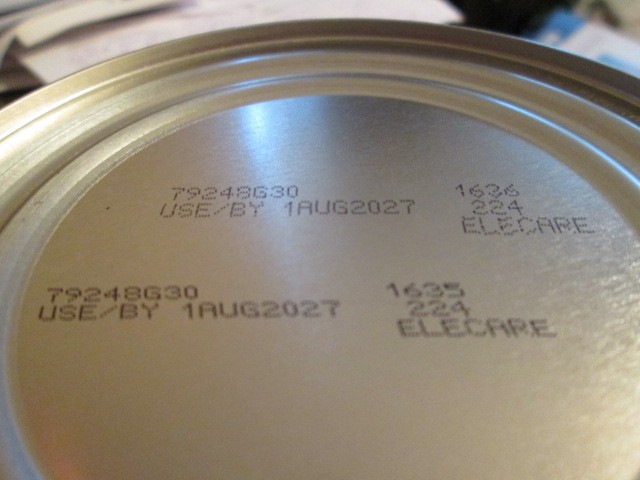 79248G30 1636
USE/BY 1AUG2027 224
ELECARE
79248G30 1635
USE/BY 1AUG2027 224
ELECARE